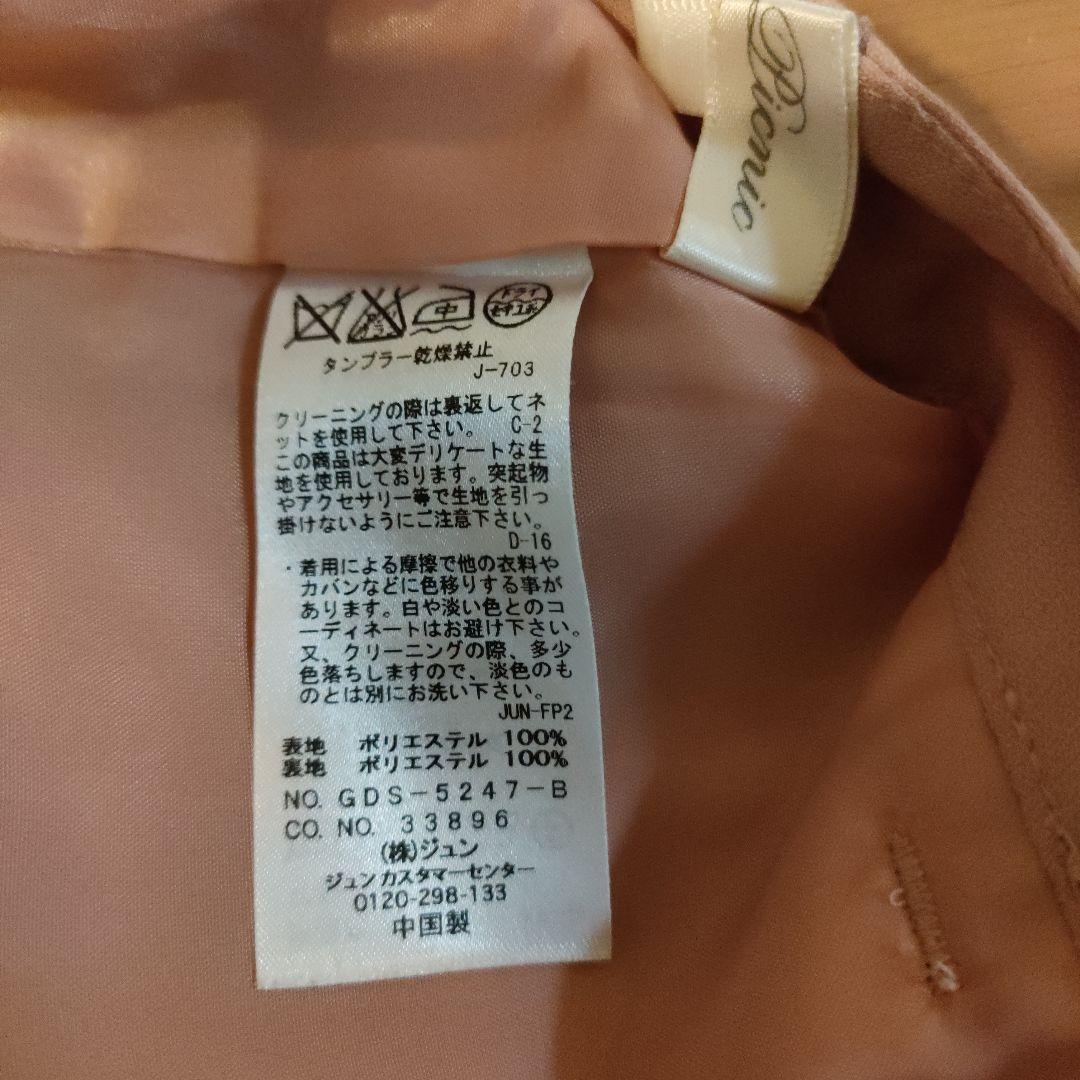 Picnic
エンソ
サラシ
中
ドライ
セキユ系
タンブラー乾燥禁止
J-703
クリーニングの際は裏返してネ
ットを使用して下さい。 C-2
この商品は大変デリケートな生
地を使用しております。突起物
やアクセサリー等で生地を引っ
掛けないようにご注意下さい。
D-16
・着用による摩擦で他の衣料や
カバンなどに色移りする事が
あります。白や淡い色とのコ
ーディネートはお避け下さい。
又、クリーニングの際、多少
色落ちしますので、淡色のも
のとは別にお洗い下さい。
JUN-FP2
表地 ポリエステル 100%
裏地 ポリエステル 100%
NO. GDS-5247-B
CO. NO. 33896
(株)ジュン
ジュンカスタマーセンター
0120-298-133
中国製